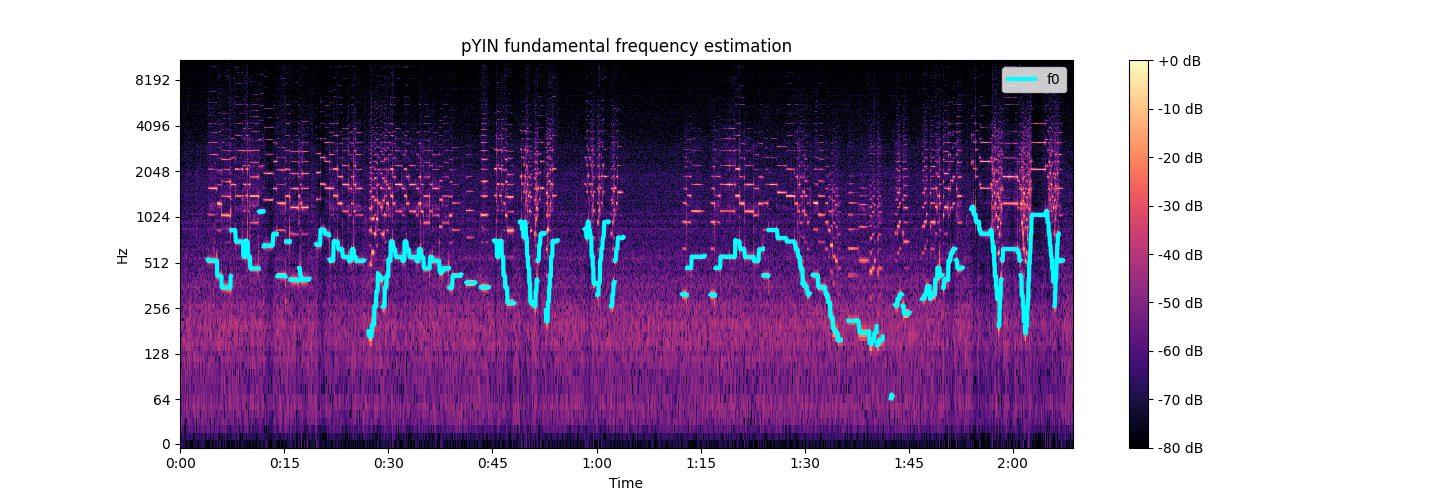 pYIN fundamental frequency estimation
f0
Hz
8192
4096
2048
1024
512
256
128
64
0
0:00 0:15 0:30 0:45 1:00 1:15 1:30 1:45 2:00
Time
+0 dB
-10 dB
-20 dB
-30 dB
-40 dB
-50 dB
-60 dB
-70 dB
-80 dB